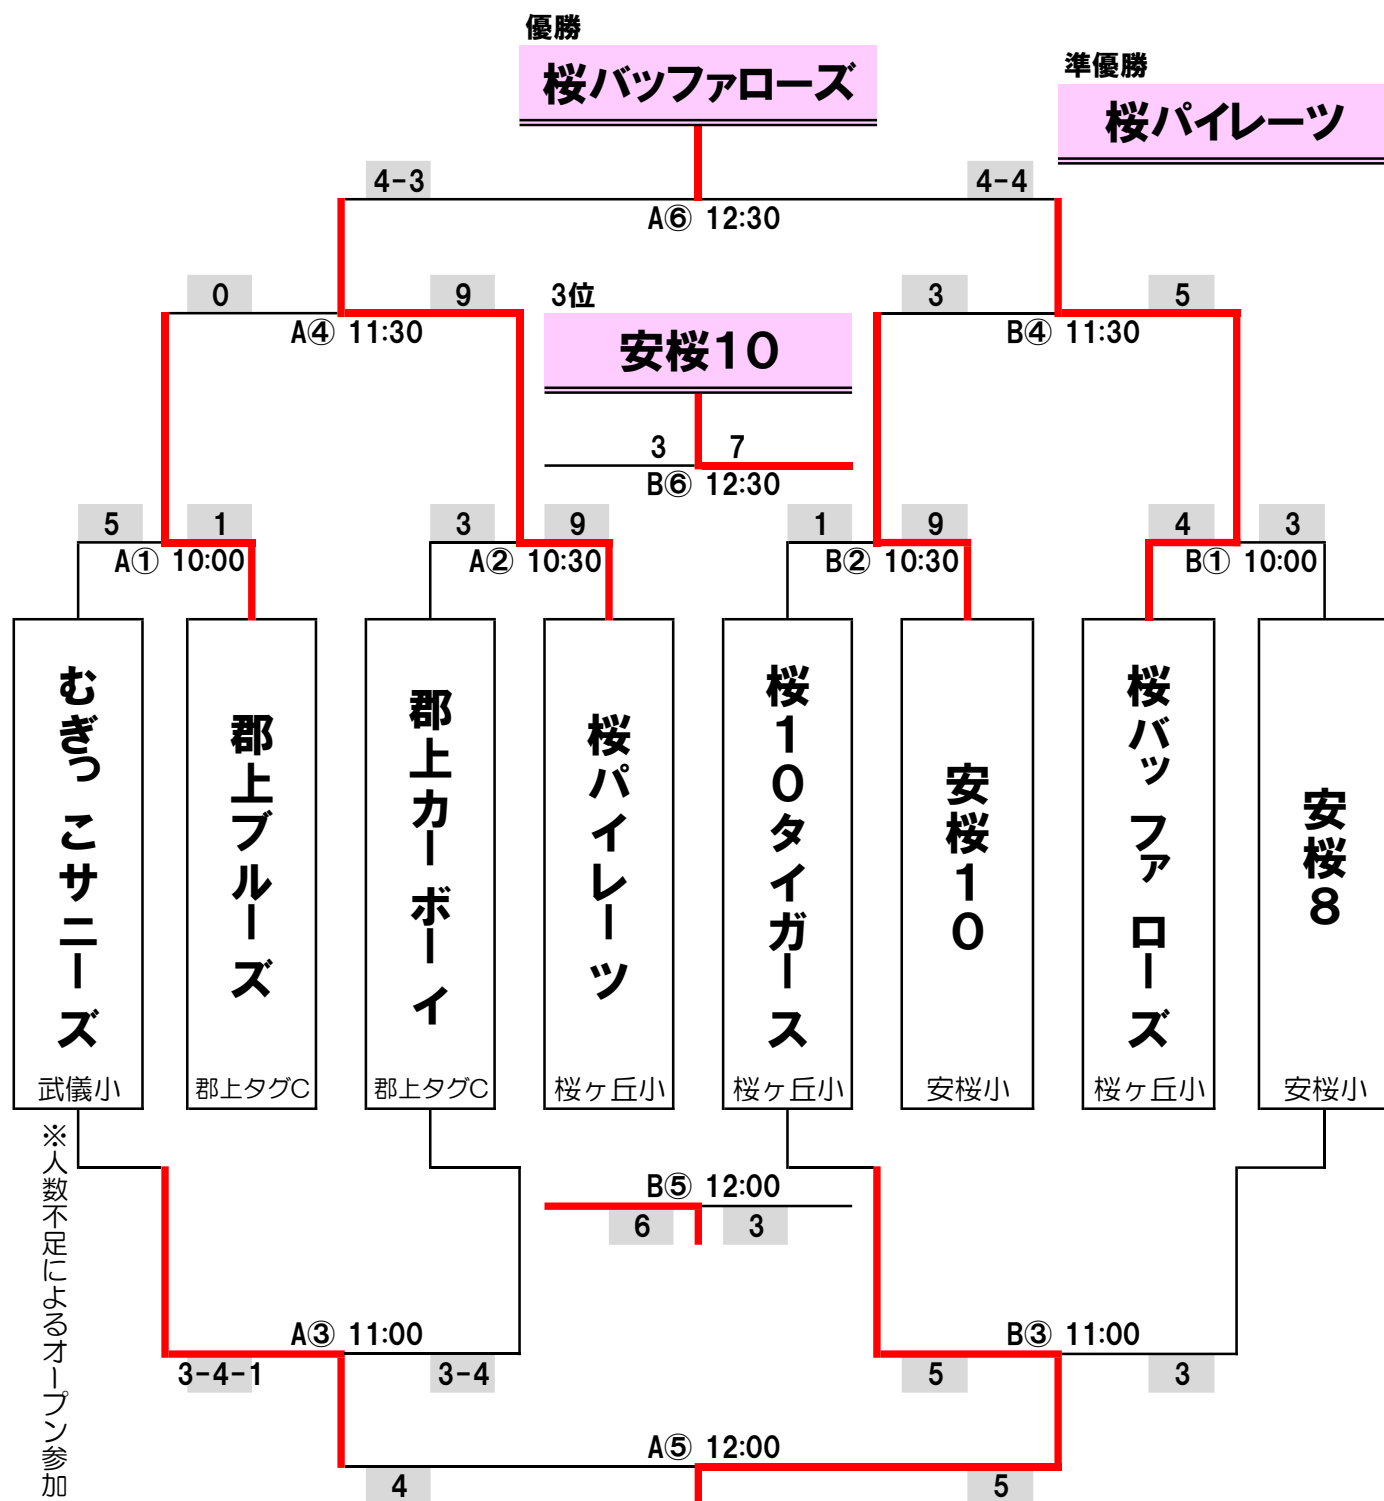 優勝
桜バッファローズ
準優勝
桜パイレーツ
4-3
4-4
A⑥ 12:30
0
9
3位
3
5
A④ 11:30
安桜10
B④ 11:30
3
7
B⑥ 12:30
5
1
3
9
1
9
4
3
A① 10:00
A② 10:30
B② 10:30
B① 10:00
むぎっこサニーズ
武儀小
郡上ブルーズ
郡上タグC
郡上カーボーイ
郡上タグC
桜パイレーツ
桜ヶ丘小
桜10タイガース
桜ヶ丘小
安桜10
安桜小
桜バッファローズ
桜ヶ丘小
安桜8
安桜小
※人数不足によるオープン参加
B⑤ 12:00
6
3
A③ 11:00
B③ 11:00
3-4-1
3-4
5
3
A⑤ 12:00
4
5